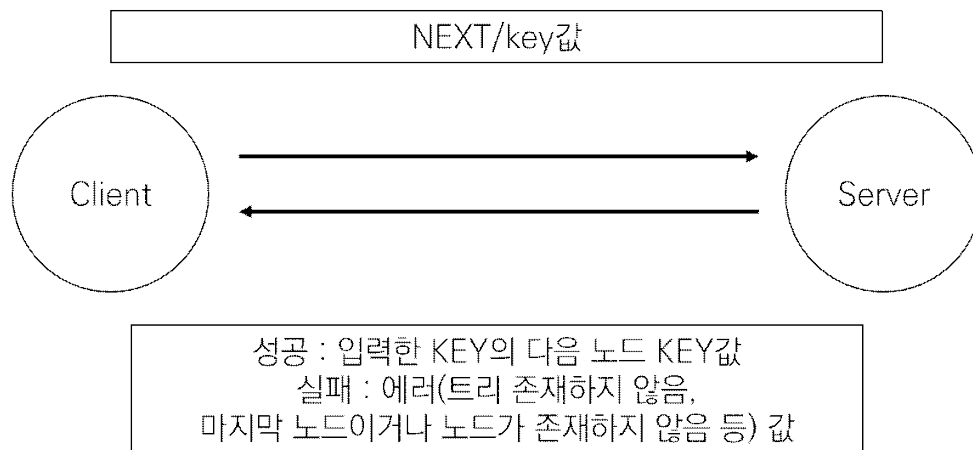 NEXT/key값
Client
Server
성공 : 입력한 KEY의 다음 노드 KEY값
실패 : 에러(트리 존재하지 않음,
마지막 노드이거나 노드가 존재하지 않음 등) 값